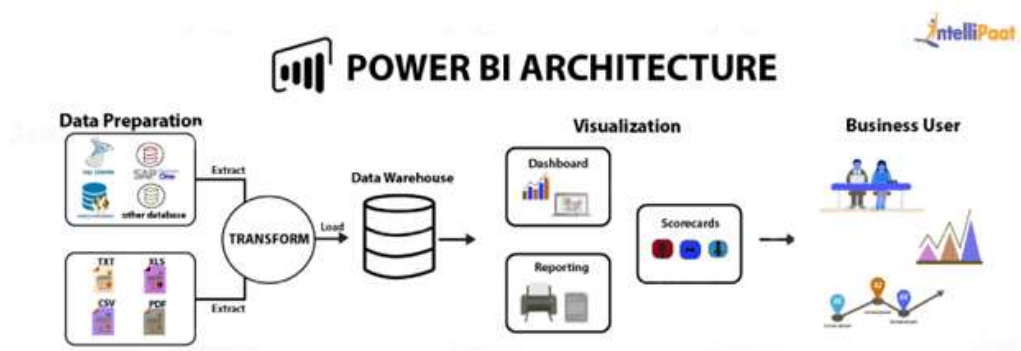 IntelliPaat
POWER BI ARCHITECTURE
Data Preparation
SAP
One
other database
Extract
TXT
XLS
CSV
PDF
Extract
TRANSFORM
Load
Data Warehouse
Visualization
Dashboard
Reporting
Scorecards
Business User